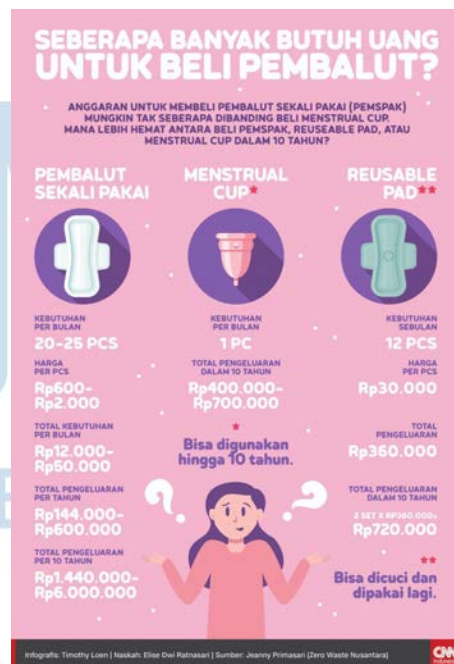 SEBERAPA BANYAK BUTUH UANG
UNTUK BELI PEMBALUT?
ANGGARAN UNTUK MEMBELI PEMBALUT SEKALI PAKAI (PEMSPAK)
MUNGKIN TAK SEBERAPA DIBANDING BELI MENSTRUAL CUP.
MANA LEBIH HEMAT ANTARA BELI PEMSPAK, REUSEABLE PAD, ATAU
MENSTRUAL CUP DALAM 10 TAHUN?
PEMBALUT
SEKALI PAKAI
KEBUTUHAN
PER BULAN
20-25 PCS
HARGA
PER PCS
Rp600-
Rp2.000
TOTAL KEBUTUHAN
PER BULAN
Rp12.000-
Rp50.000
TOTAL PENGELUARAN
PER TAHUN
Rp144.000-
Rp600.000
TOTAL PENGELUARAN
PER 10 TAHUN
Rp1.440.000-
Rp6.000.000
MENSTRUAL
CUP*
KEBUTUHAN
PER BULAN
1 PC
TOTAL PENGELUARAN
DALAM 10 TAHUN
Rp400.000-
Rp700.000
*
Bisa digunakan
hingga 10 tahun.
REUSABLE
PAD**
KEBUTUHAN
SEBULAN
12 PCS
HARGA
PER PCS
Rp30.000
TOTAL
PENGELUARAN
Rp360.000
TOTAL PENGELUARAN
DALAM 10 TAHUN
2 SET X RP360.000=
Rp720.000
**
Bisa dicuci dan
dipakai lagi.
? ?
Infografis: Timothy Loen | Naskah: Elise Dwi Ratnasari | Sumber: Jeanny Primasari (Zero Waste Nusantara)
CNN
Indonesia